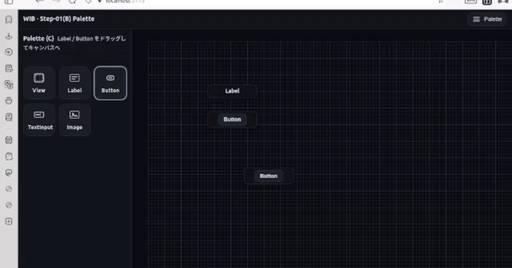 localhost:5173
WIB - Step-01(B) Palette
Palette
Palette (C) Label / Button をドラッグし
てキャンバスへ
View
Label
Button
TextInput
Image
Label
Button
Button